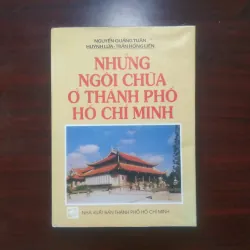 NGUYỄN QUẢNG TUÂN
HUỲNH LỨA, TRẦN HỒNG LIÊN
NHỮNG
NGÔI CHÙA
Ở THÀNH PHỐ
HỒ CHÍ MINH
NHÀ XUẤT BẢN THÀNH PHỐ HỒ CHÍ MINH